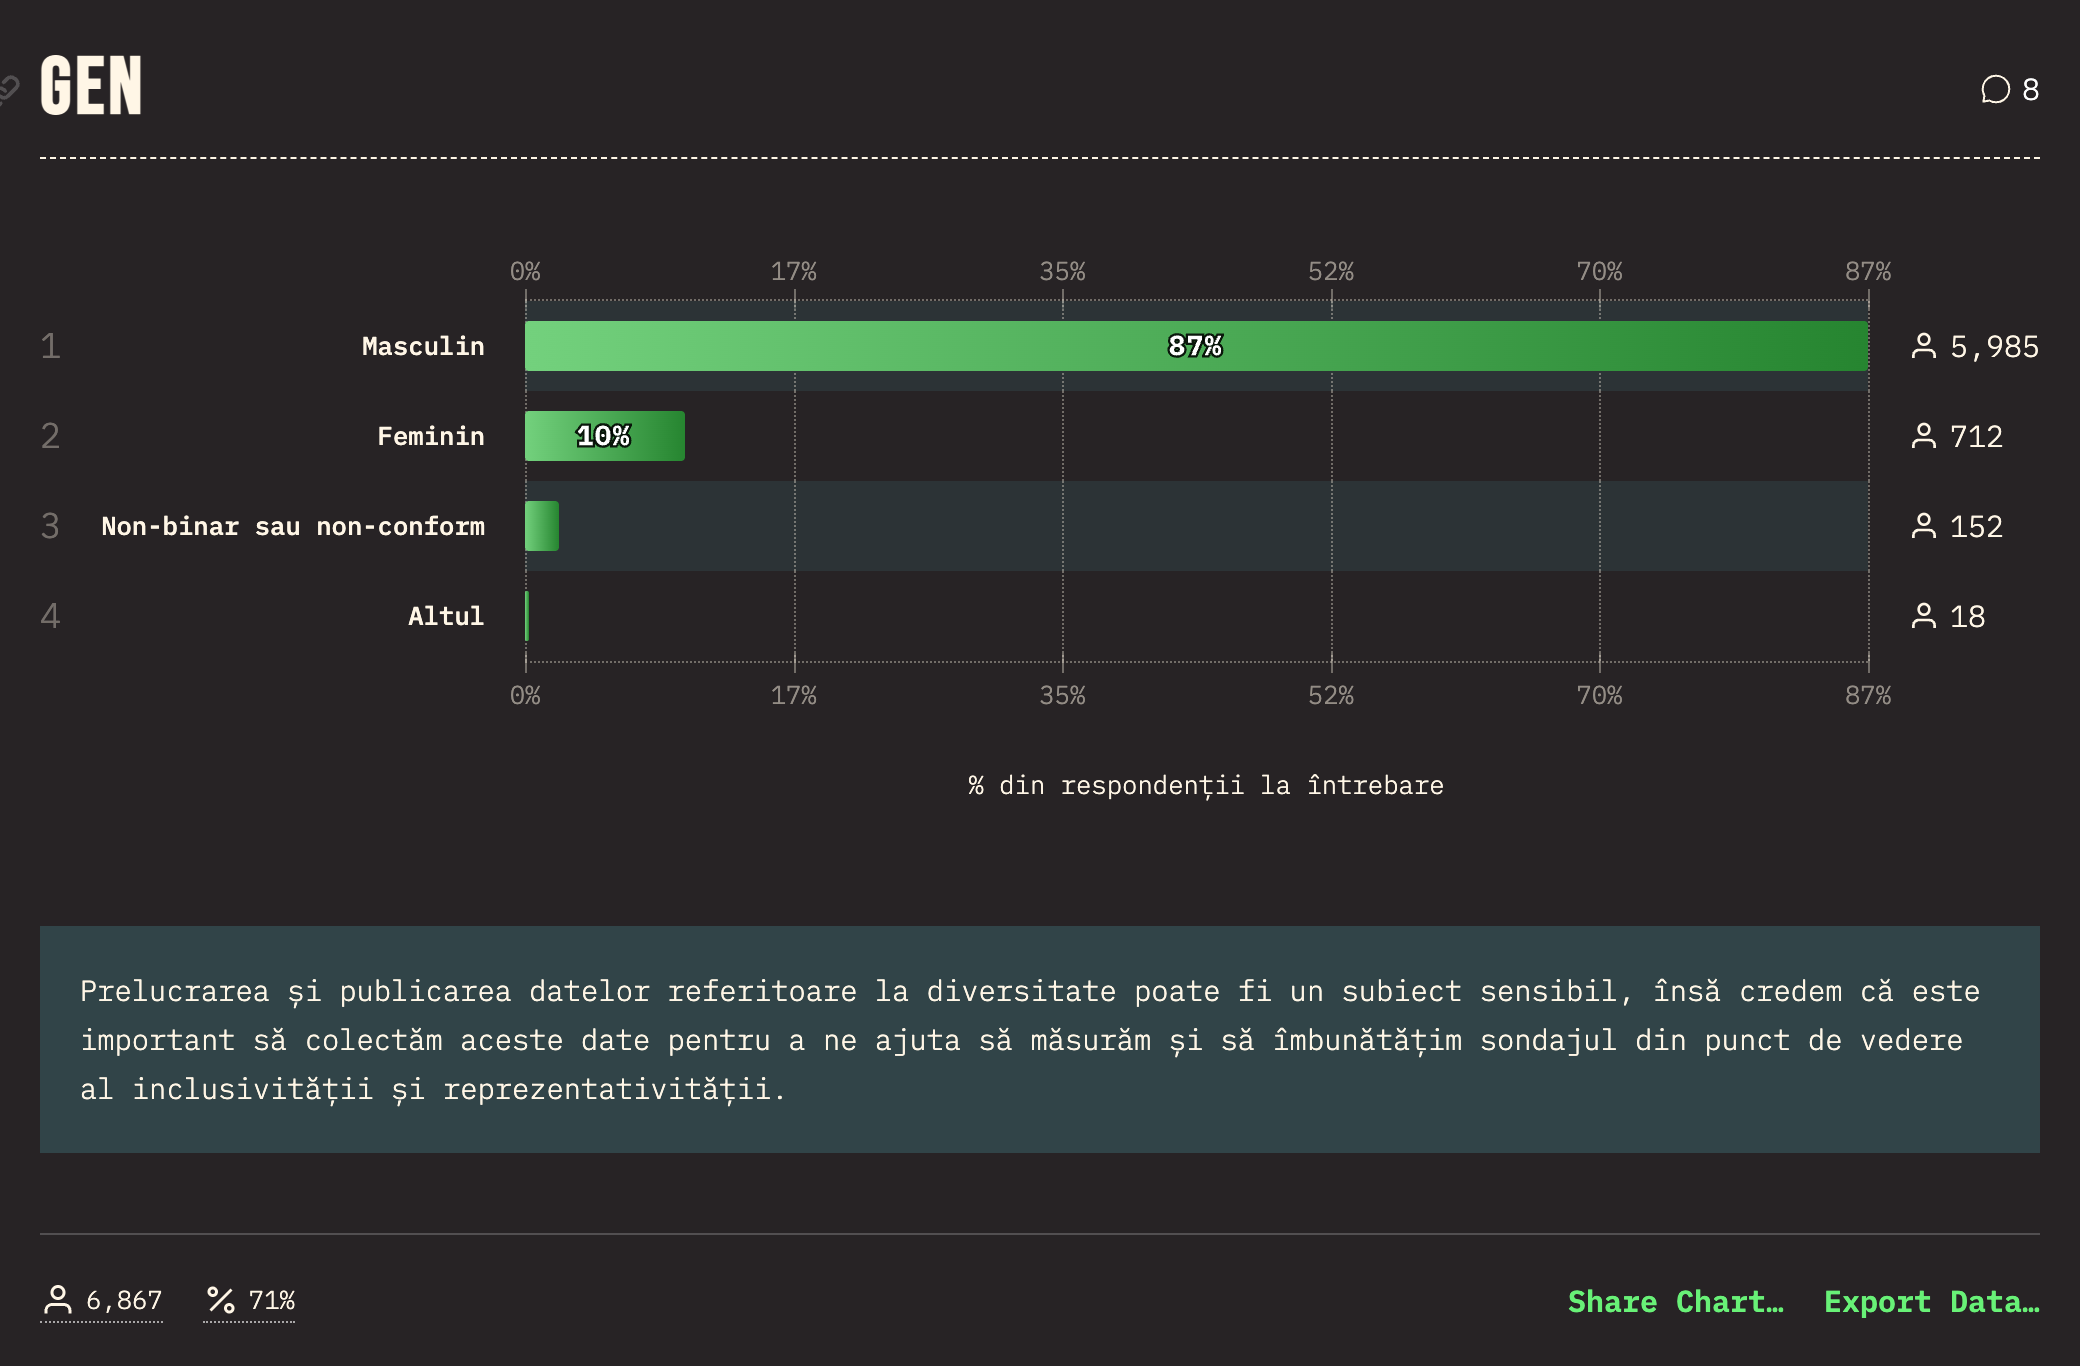 GEN
8
0% 17% 35% 52% 70% 87%
1 Masculin 87% 5,985
2 Feminin 10% 712
3 Non-binar sau non-conform 152
4 Altul 18
0% 17% 35% 52% 70% 87%
% din respondenții la întrebare
Prelucrarea și publicarea datelor referitoare la diversitate poate fi un subiect sensibil, însă credem că este
important să colectăm aceste date pentru a ne ajuta să măsurăm și să îmbunătățim sondajul din punct de vedere
al inclusivității și reprezentativității.
6,867 71% Share Chart… Export Data…